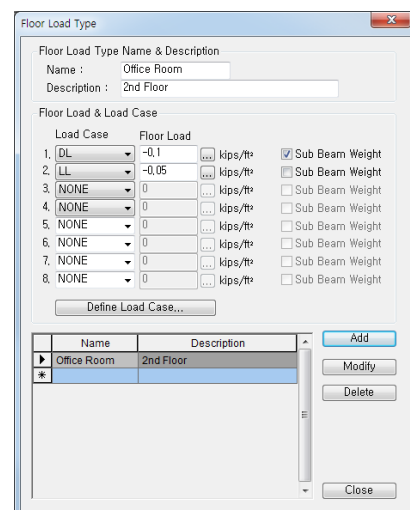 Floor Load Type
Floor Load Type Name & Description
Name : Office Room
Description : 2nd Floor
Floor Load & Load Case
Load Case Floor Load
1. DL -0.1 ... kips/ft² Sub Beam Weight
2. LL -0.05 ... kips/ft² Sub Beam Weight
3. NONE 0 ... kips/ft² Sub Beam Weight
4. NONE 0 ... kips/ft² Sub Beam Weight
5. NONE 0 ... kips/ft² Sub Beam Weight
6. NONE 0 ... kips/ft² Sub Beam Weight
7. NONE 0 ... kips/ft² Sub Beam Weight
8. NONE 0 ... kips/ft² Sub Beam Weight
Define Load Case...
Name Description
Office Room 2nd Floor
Add
Modify
Delete
Close